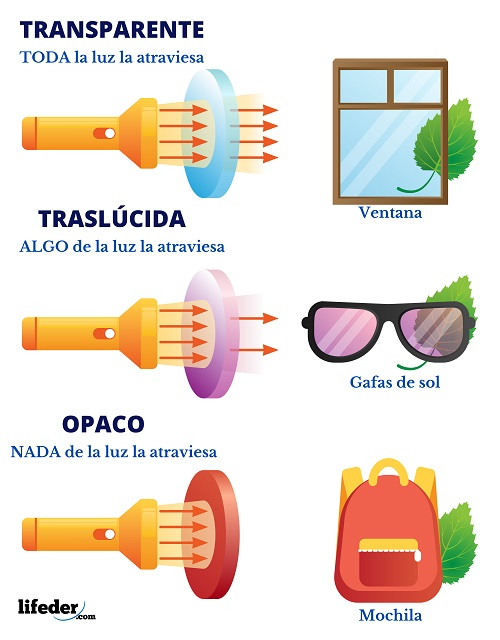 TRANSPARENTE
TODA la luz la atraviesa
Ventana
TRASLÚCIDA
ALGO de la luz la atraviesa
Gafas de sol
OPACO
NADA de la luz la atraviesa
Mochila
lifeder
.com